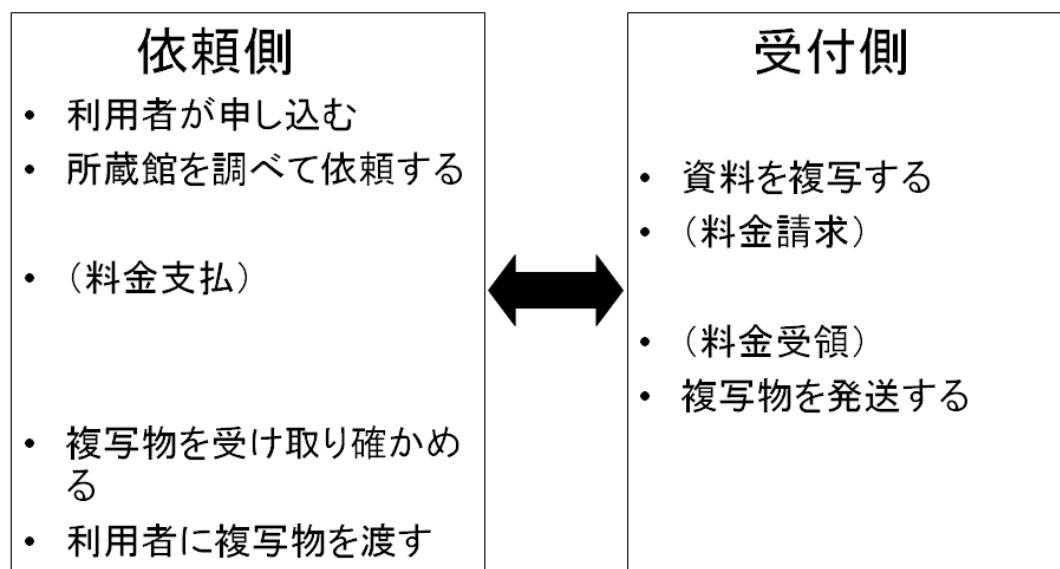 依頼側
• 利用者が申し込む
• 所蔵館を調べて依頼する
• （料金支払）
• 複写物を受け取り確かめ
る
• 利用者に複写物を渡す
受付側
• 資料を複写する
• （料金請求）
• （料金受領）
• 複写物を発送する